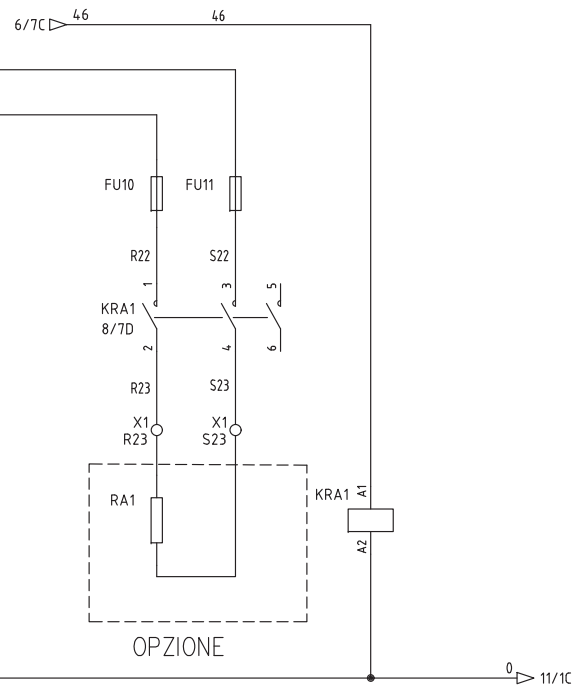 6/7C
46
46
FU10
FU11
R22
S22
1
3
5
KRA1
8/7D
2
4
6
R23
S23
X1
R23
X1
S23
RA1
KRA1
A1
A2
OPZIONE
0
11/1C